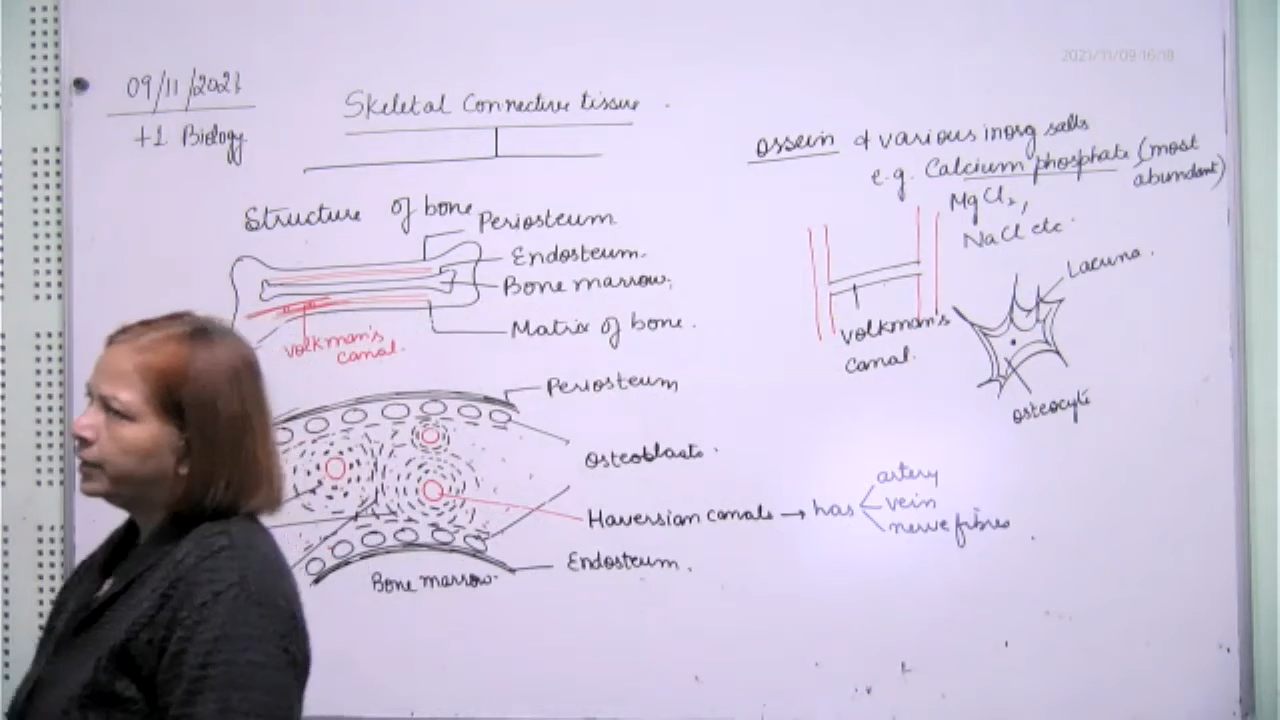 2021/11/09 16:18
09/11/2021
+1 Biology
Skeletal Connective tissue
Structure of bone
Periosteum
Endosteum.
Bone marrow.
Matrix of bone.
Volkman's
canal.
Periosteum
Osteoblasts.
Haversian canals → has
artery
vein
nerve fibres
Endosteum.
Bone marrow.
ossein & various inorg salts
e.g. Calcium phosphate (most
abundant)
MgCl₂,
NaCl etc.
Volkman's
canal.
Lacuna.
osteocyte